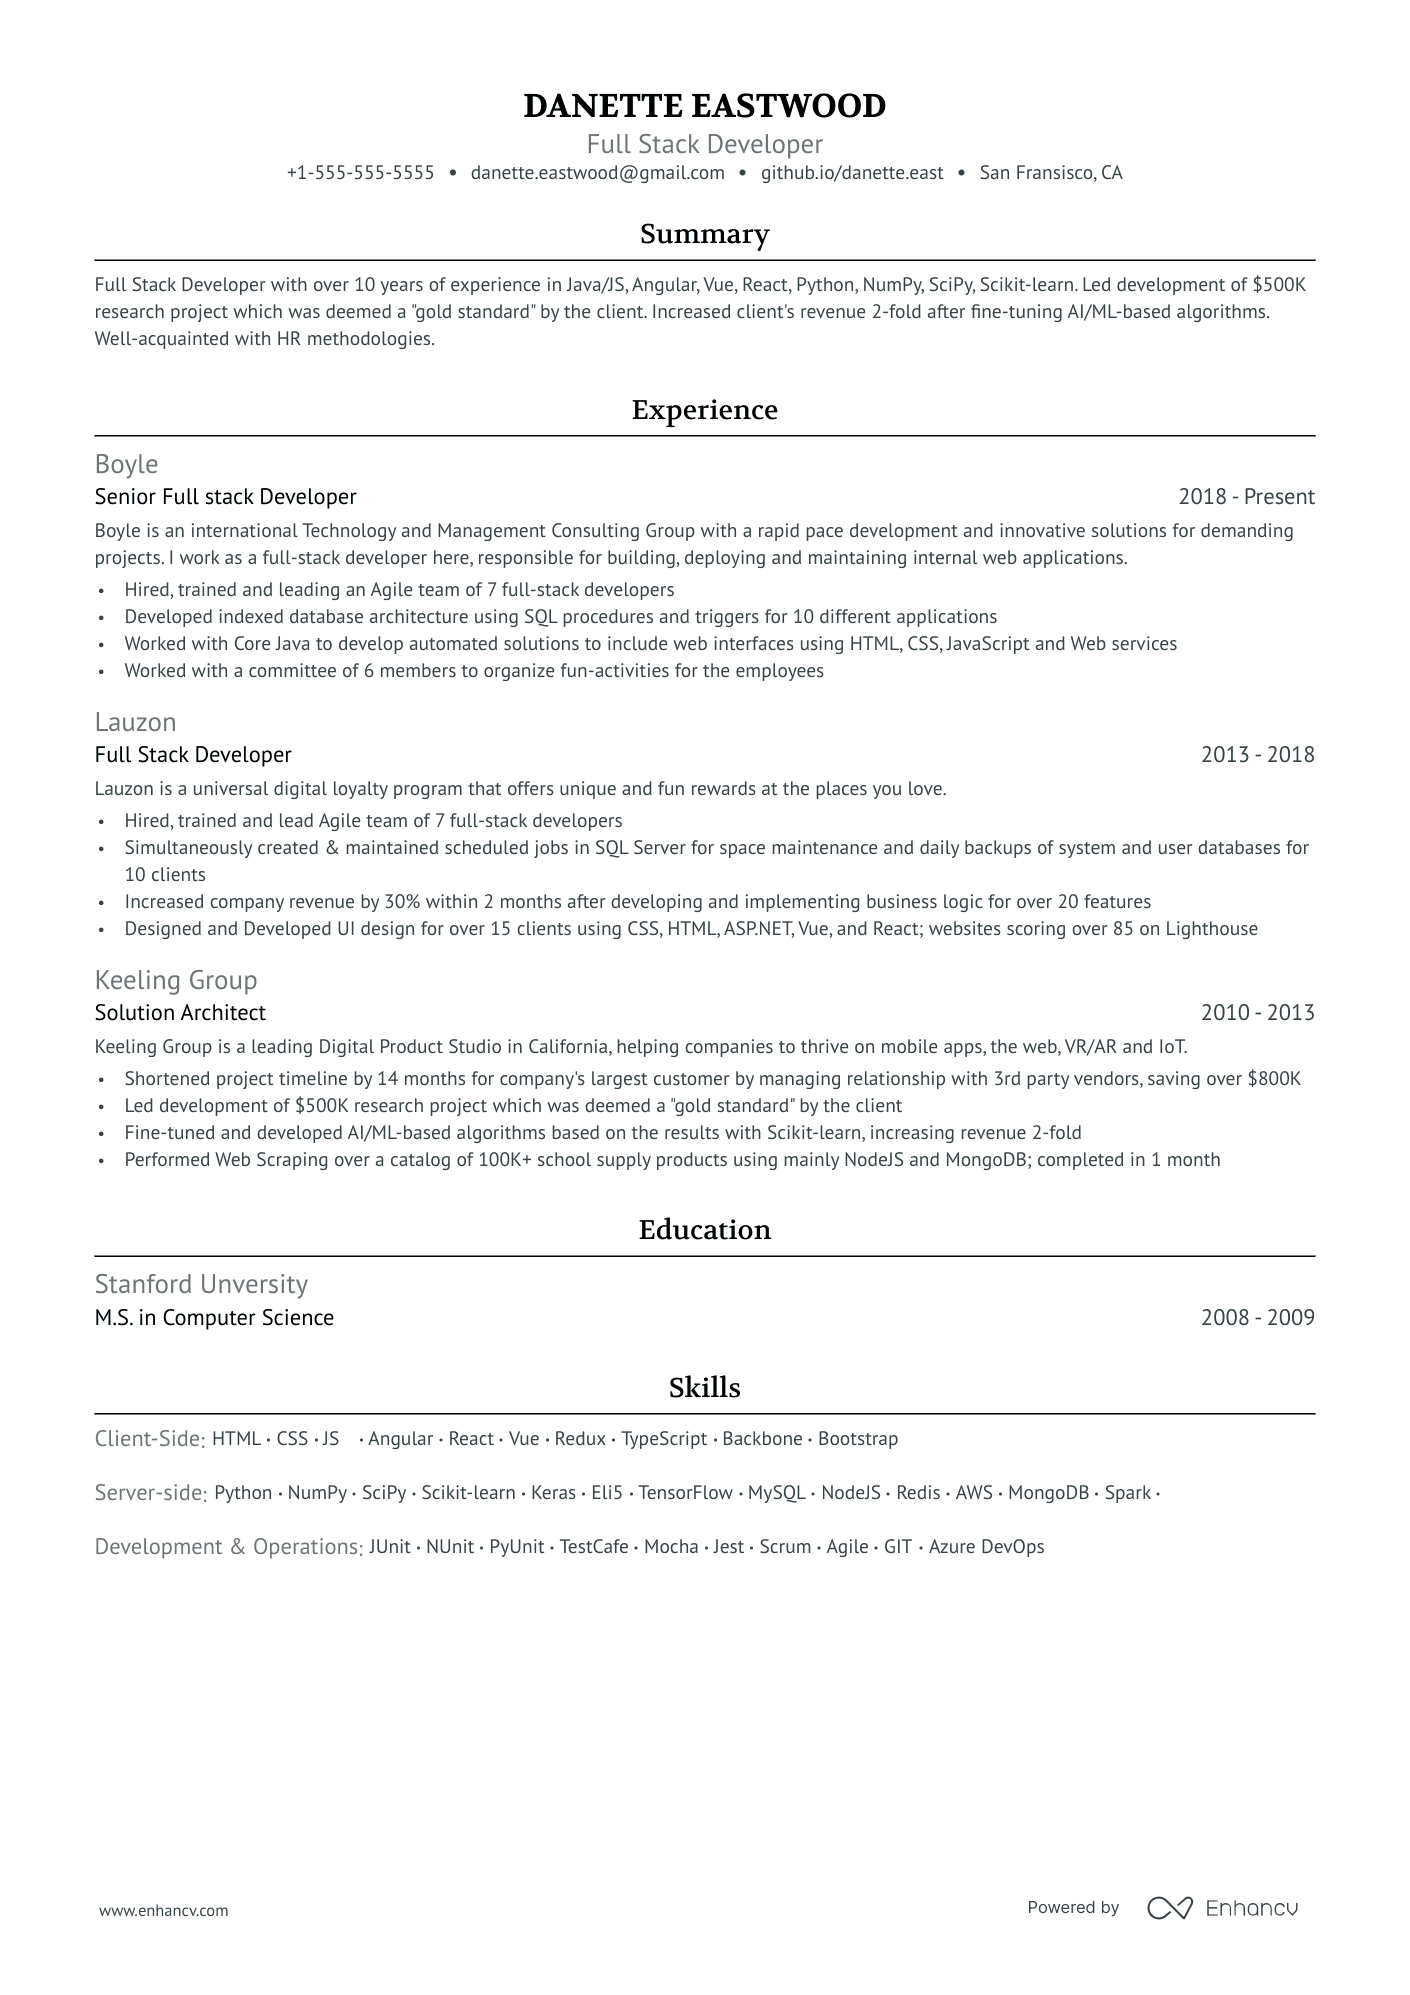 DANETTE EASTWOOD
Full Stack Developer
+1-555-555-5555 • danette.eastwood@gmail.com • github.io/danette.east • San Fransisco, CA
Summary
Full Stack Developer with over 10 years of experience in Java/JS, Angular, Vue, React, Python, NumPy, SciPy, Scikit-learn. Led development of $500K
research project which was deemed a "gold standard" by the client. Increased client's revenue 2-fold after fine-tuning AI/ML-based algorithms.
Well-acquainted with HR methodologies.
Experience
Boyle
Senior Full stack Developer 2018 - Present
Boyle is an international Technology and Management Consulting Group with a rapid pace development and innovative solutions for demanding
projects. I work as a full-stack developer here, responsible for building, deploying and maintaining internal web applications.
• Hired, trained and leading an Agile team of 7 full-stack developers
• Developed indexed database architecture using SQL procedures and triggers for 10 different applications
• Worked with Core Java to develop automated solutions to include web interfaces using HTML, CSS, JavaScript and Web services
• Worked with a committee of 6 members to organize fun-activities for the employees
Lauzon
Full Stack Developer 2013 - 2018
Lauzon is a universal digital loyalty program that offers unique and fun rewards at the places you love.
• Hired, trained and lead Agile team of 7 full-stack developers
• Simultaneously created & maintained scheduled jobs in SQL Server for space maintenance and daily backups of system and user databases for
10 clients
• Increased company revenue by 30% within 2 months after developing and implementing business logic for over 20 features
• Designed and Developed UI design for over 15 clients using CSS, HTML, ASP.NET, Vue, and React; websites scoring over 85 on Lighthouse
Keeling Group
Solution Architect 2010 - 2013
Keeling Group is a leading Digital Product Studio in California, helping companies to thrive on mobile apps, the web, VR/AR and IoT.
• Shortened project timeline by 14 months for company's largest customer by managing relationship with 3rd party vendors, saving over $800K
• Led development of $500K research project which was deemed a "gold standard" by the client
• Fine-tuned and developed AI/ML-based algorithms based on the results with Scikit-learn, increasing revenue 2-fold
• Performed Web Scraping over a catalog of 100K+ school supply products using mainly NodeJS and MongoDB; completed in 1 month
Education
Stanford Unversity
M.S. in Computer Science 2008 - 2009
Skills
Client-Side: HTML · CSS · JS · Angular · React · Vue · Redux · TypeScript · Backbone · Bootstrap
Server-side: Python · NumPy · SciPy · Scikit-learn · Keras · Eli5 · TensorFlow · MySQL · NodeJS · Redis · AWS · MongoDB · Spark ·
Development & Operations: JUnit · NUnit · PyUnit · TestCafe · Mocha · Jest · Scrum · Agile · GIT · Azure DevOps
www.enhancv.com Powered by Enhancv